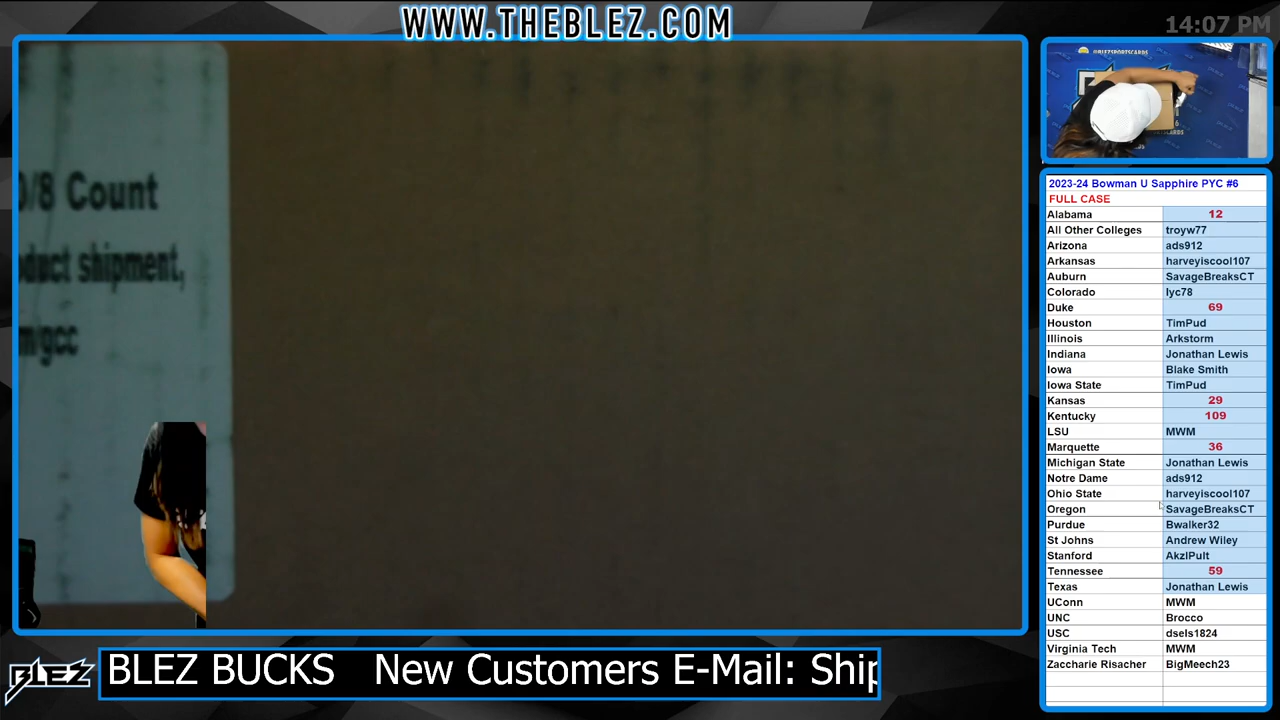 WWW.THEBLEZ.COM
14:07 PM
0/8 Count
duct shipment,
m/gcc
@BLEZSPORTSCARDS
2023-24 Bowman U Sapphire PYC #6
FULL CASE
Alabama 12
All Other Colleges troyw77
Arizona ads912
Arkansas harveyiscool107
Auburn SavageBreaksCT
Colorado lyc78
Duke 69
Houston TimPud
Illinois Arkstorm
Indiana Jonathan Lewis
Iowa Blake Smith
Iowa State TimPud
Kansas 29
Kentucky 109
LSU MWM
Marquette 36
Michigan State Jonathan Lewis
Notre Dame ads912
Ohio State harveyiscool107
Oregon SavageBreaksCT
Purdue Bwalker32
St Johns Andrew Wiley
Stanford AkzlPult
Tennessee 59
Texas Jonathan Lewis
UConn MWM
UNC Brocco
USC dsels1824
Virginia Tech MWM
Zaccharie Risacher BigMeech23
BLEZ
BLEZ BUCKS New Customers E-Mail: Ship